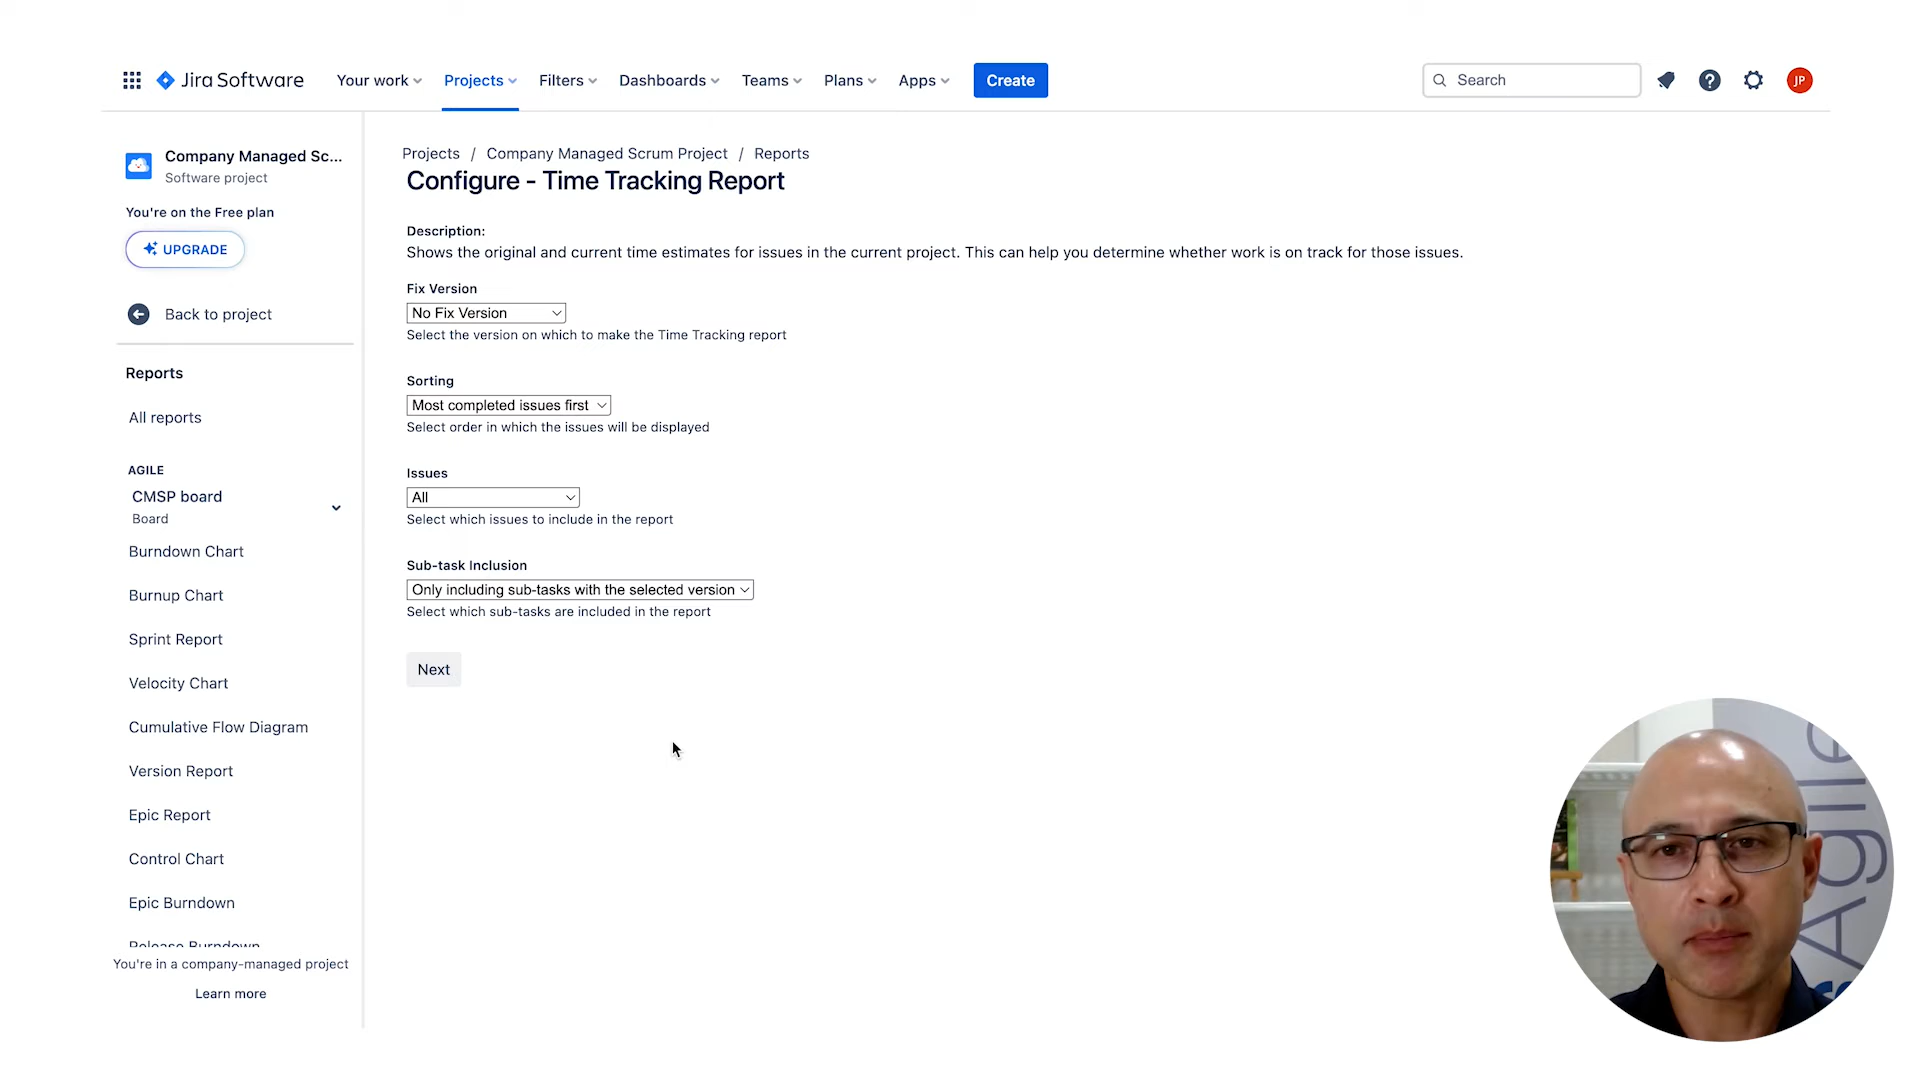 Jira Software
Your work
Projects
Filters
Dashboards
Teams
Plans
Apps
Create
Search
JP
Company Managed Sc...
Software project
You're on the Free plan
UPGRADE
Back to project
Reports
All reports
AGILE
CMSP board
Board
Burndown Chart
Burnup Chart
Sprint Report
Velocity Chart
Cumulative Flow Diagram
Version Report
Epic Report
Control Chart
Epic Burndown
Release Burndown
You're in a company-managed project
Learn more
Projects / Company Managed Scrum Project / Reports
Configure - Time Tracking Report
Description:
Shows the original and current time estimates for issues in the current project. This can help you determine whether work is on track for those issues.
Fix Version
No Fix Version
Select the version on which to make the Time Tracking report
Sorting
Most completed issues first
Select order in which the issues will be displayed
Issues
All
Select which issues to include in the report
Sub-task Inclusion
Only including sub-tasks with the selected version
Select which sub-tasks are included in the report
Next
Agile